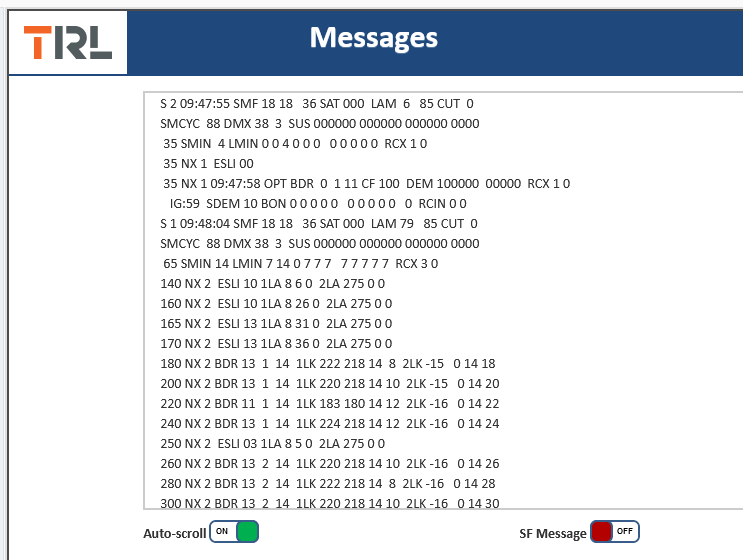 TRL
Messages
S 2 09:47:55 SMF 18 18 36 SAT 000 LAM 6 85 CUT 0
SMCYC 88 DMX 38 3 SUS 000000 000000 000000 0000
35 SMIN 4 LMIN 0 0 4 0 0 0 0 0 0 0 0 RCX 1 0
35 NX 1 ESLI 00
35 NX 1 09:47:58 OPT BDR 0 1 11 CF 100 DEM 100000 00000 RCX 1 0
IG:59 SDEM 10 BON 0 0 0 0 0 0 0 0 0 0 0 RCIN 0 0
S 1 09:48:04 SMF 18 18 36 SAT 000 LAM 79 85 CUT 0
SMCYC 88 DMX 38 3 SUS 000000 000000 000000 0000
65 SMIN 14 LMIN 7 14 0 7 7 7 7 7 7 7 7 RCX 3 0
140 NX 2 ESLI 10 1LA 8 6 0 2LA 275 0 0
160 NX 2 ESLI 10 1LA 8 26 0 2LA 275 0 0
165 NX 2 ESLI 13 1LA 8 31 0 2LA 275 0 0
170 NX 2 ESLI 13 1LA 8 36 0 2LA 275 0 0
180 NX 2 BDR 13 1 14 1LK 222 218 14 8 2LK -15 0 14 18
200 NX 2 BDR 13 1 14 1LK 220 218 14 10 2LK -15 0 14 20
220 NX 2 BDR 11 1 14 1LK 183 180 14 12 2LK -16 0 14 22
240 NX 2 BDR 13 1 14 1LK 224 218 14 12 2LK -16 0 14 24
250 NX 2 ESLI 03 1LA 8 5 0 2LA 275 0 0
260 NX 2 BDR 13 2 14 1LK 220 218 14 10 2LK -16 0 14 26
280 NX 2 BDR 13 2 14 1LK 222 218 14 8 2LK -16 0 14 28
300 NX 2 BDR 13 2 14 1LK 220 218 14 10 2LK -16 0 14 30
Auto-scroll ON SF Message OFF